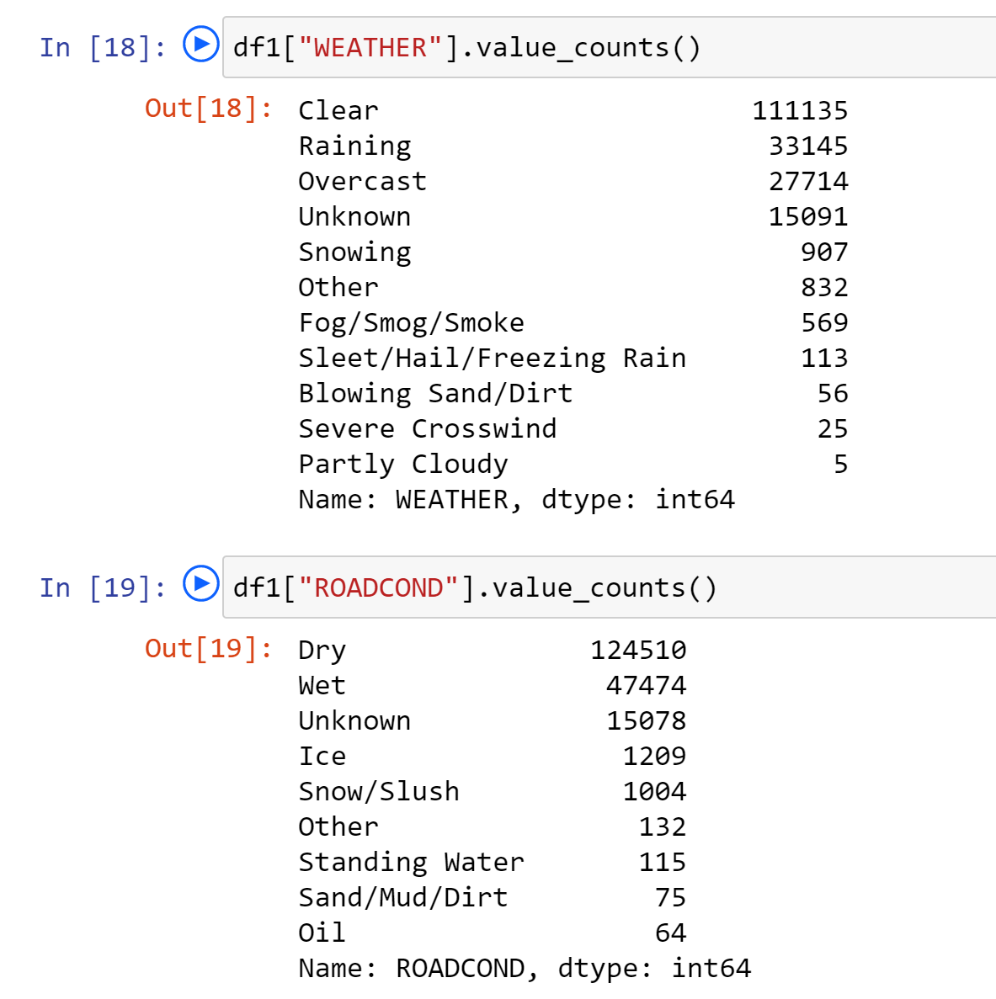 In [18]: df1["WEATHER"].value_counts()
Out[18]: Clear 111135
Raining 33145
Overcast 27714
Unknown 15091
Snowing 907
Other 832
Fog/Smog/Smoke 569
Sleet/Hail/Freezing Rain 113
Blowing Sand/Dirt 56
Severe Crosswind 25
Partly Cloudy 5
Name: WEATHER, dtype: int64
In [19]: df1["ROADCOND"].value_counts()
Out[19]: Dry 124510
Wet 47474
Unknown 15078
Ice 1209
Snow/Slush 1004
Other 132
Standing Water 115
Sand/Mud/Dirt 75
Oil 64
Name: ROADCOND, dtype: int64